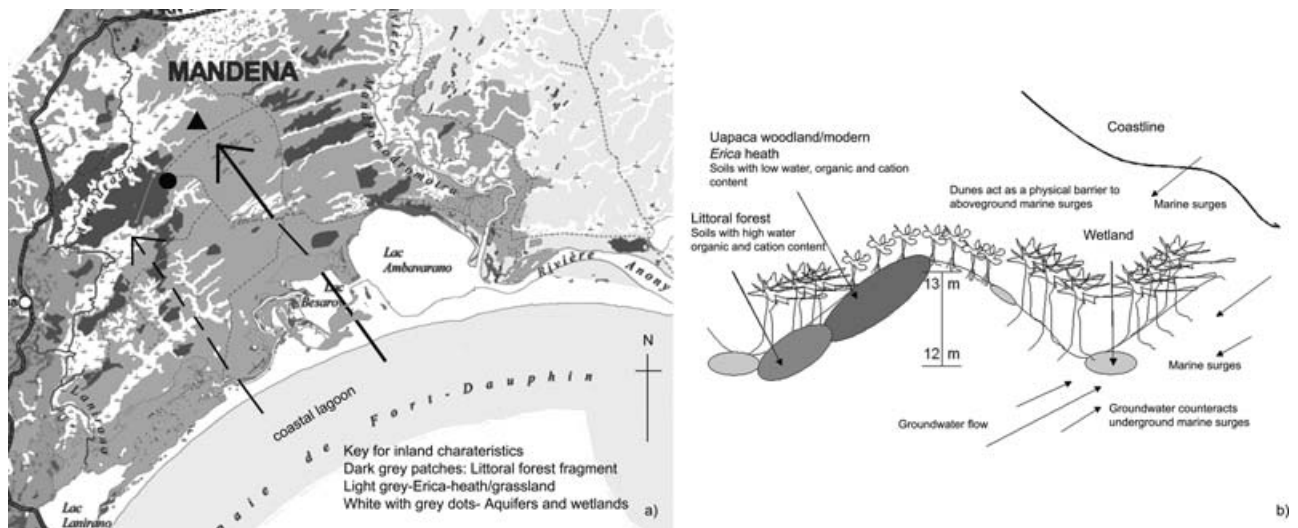 MANDENA
Lac
Ambavarano
Rivière Anony
Besaro
Lanirano
coastal lagoon
de Fort-Dauphin
Lac
Lanirano
N
Key for inland charateristics
Dark grey patches: Littoral forest fragment
Light grey-Erica-heath/grassland
White with grey dots- Aquifers and wetlands
a)
Coastline
Uapaca woodland/modern
Erica heath
Soils with low water, organic and cation
content
Dunes act as a physical barrier to
aboveground marine surges
Marine surges
Littoral forest
Soils with high water
organic and cation content
Wetland
13 m
12 m
Marine surges
Groundwater flow
Groundwater counteracts
underground marine surges
b)